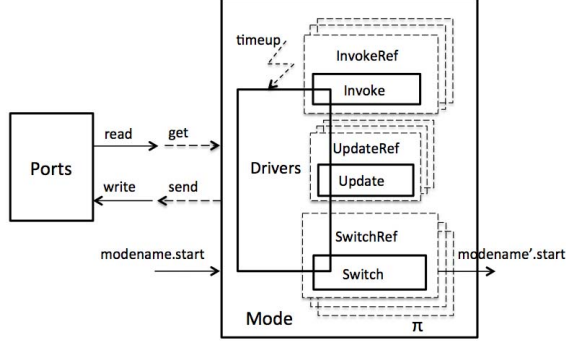 timeup
InvokeRef
Invoke
read
get
Ports
Drivers
UpdateRef
Update
write
send
SwitchRef
modename.start
modename'.start
Switch
Mode
π